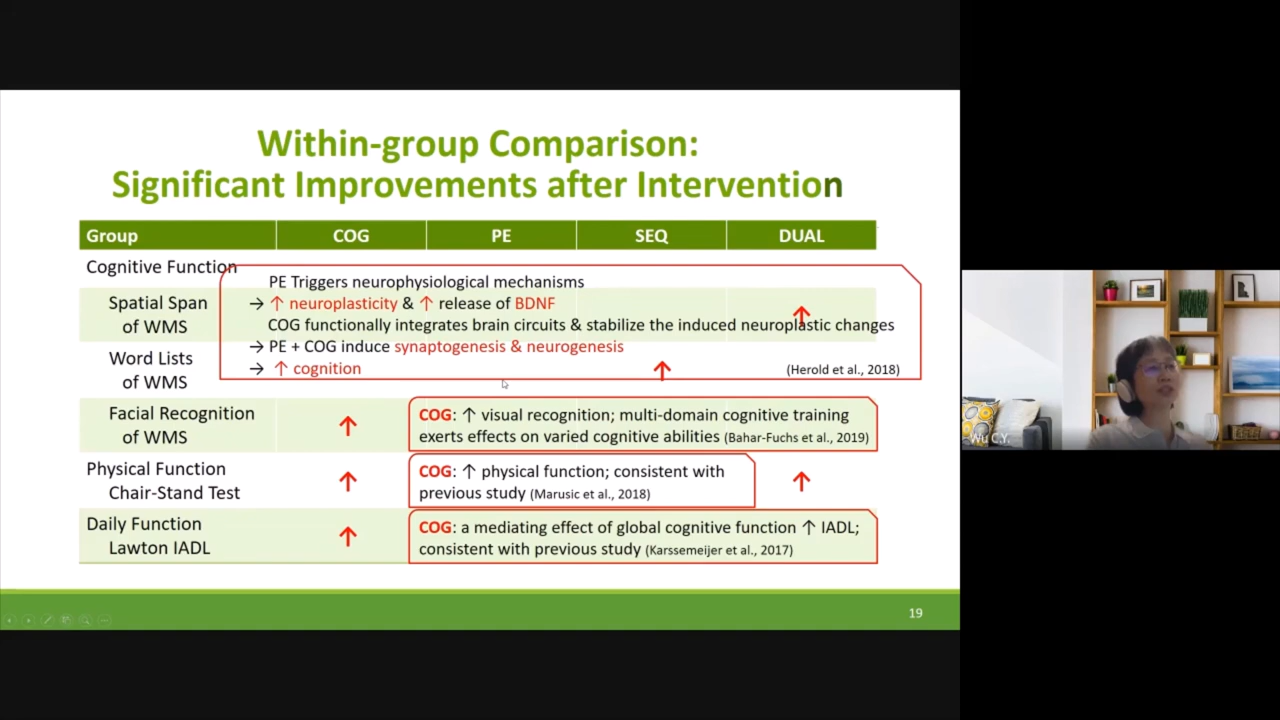 Within-group Comparison:
Significant Improvements after Intervention
Group COG PE SEQ DUAL
Cognitive Function
PE Triggers neurophysiological mechanisms
Spatial Span
of WMS
→ ↑ neuroplasticity & ↑ release of BDNF
↑
COG functionally integrates brain circuits & stabilize the induced neuroplastic changes
→ PE + COG induce synaptogenesis & neurogenesis
Word Lists
of WMS
→ ↑ cognition ↑ (Herold et al., 2018)
Facial Recognition
of WMS
↑
COG: ↑ visual recognition; multi-domain cognitive training
exerts effects on varied cognitive abilities (Bahar-Fuchs et al., 2019)
Physical Function
Chair-Stand Test
↑
COG: ↑ physical function; consistent with
previous study (Marusic et al., 2018)
↑
Daily Function
Lawton IADL
↑
COG: a mediating effect of global cognitive function ↑ IADL;
consistent with previous study (Karssemeijer et al., 2017)
19
Wu C.Y.